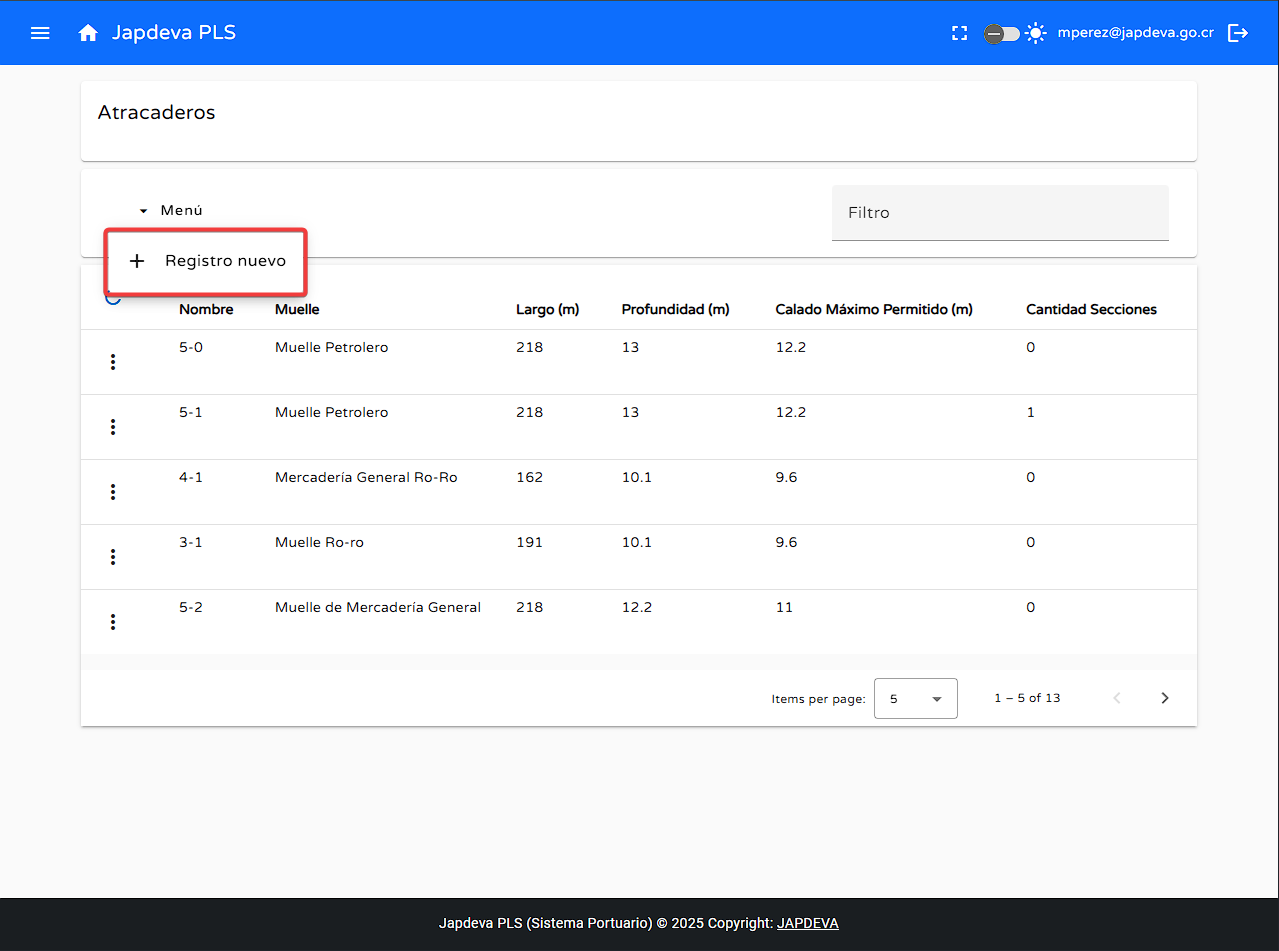 Japdeva PLS mperez@japdeva.go.cr
Atracaderos
Menú Filtro
Registro nuevo
Nombre Muelle Largo (m) Profundidad (m) Calado Máximo Permitido (m) Cantidad Secciones
5-0 Muelle Petrolero 218 13 12.2 0
5-1 Muelle Petrolero 218 13 12.2 1
4-1 Mercadería General Ro-Ro 162 10.1 9.6 0
3-1 Muelle Ro-ro 191 10.1 9.6 0
5-2 Muelle de Mercadería General 218 12.2 11 0
Items per page: 5 1 – 5 of 13
Japdeva PLS (Sistema Portuario) © 2025 Copyright: JAPDEVA